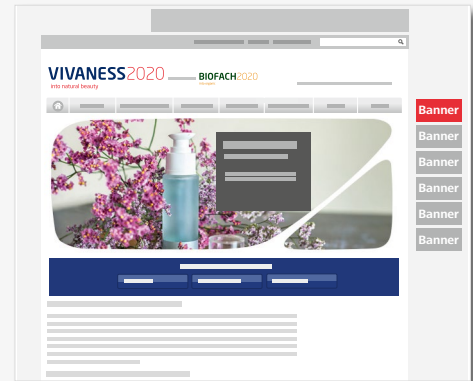 VIVANESS2020
into natural beauty
BIOFACH2020
Banner
Banner
Banner
Banner
Banner
Banner